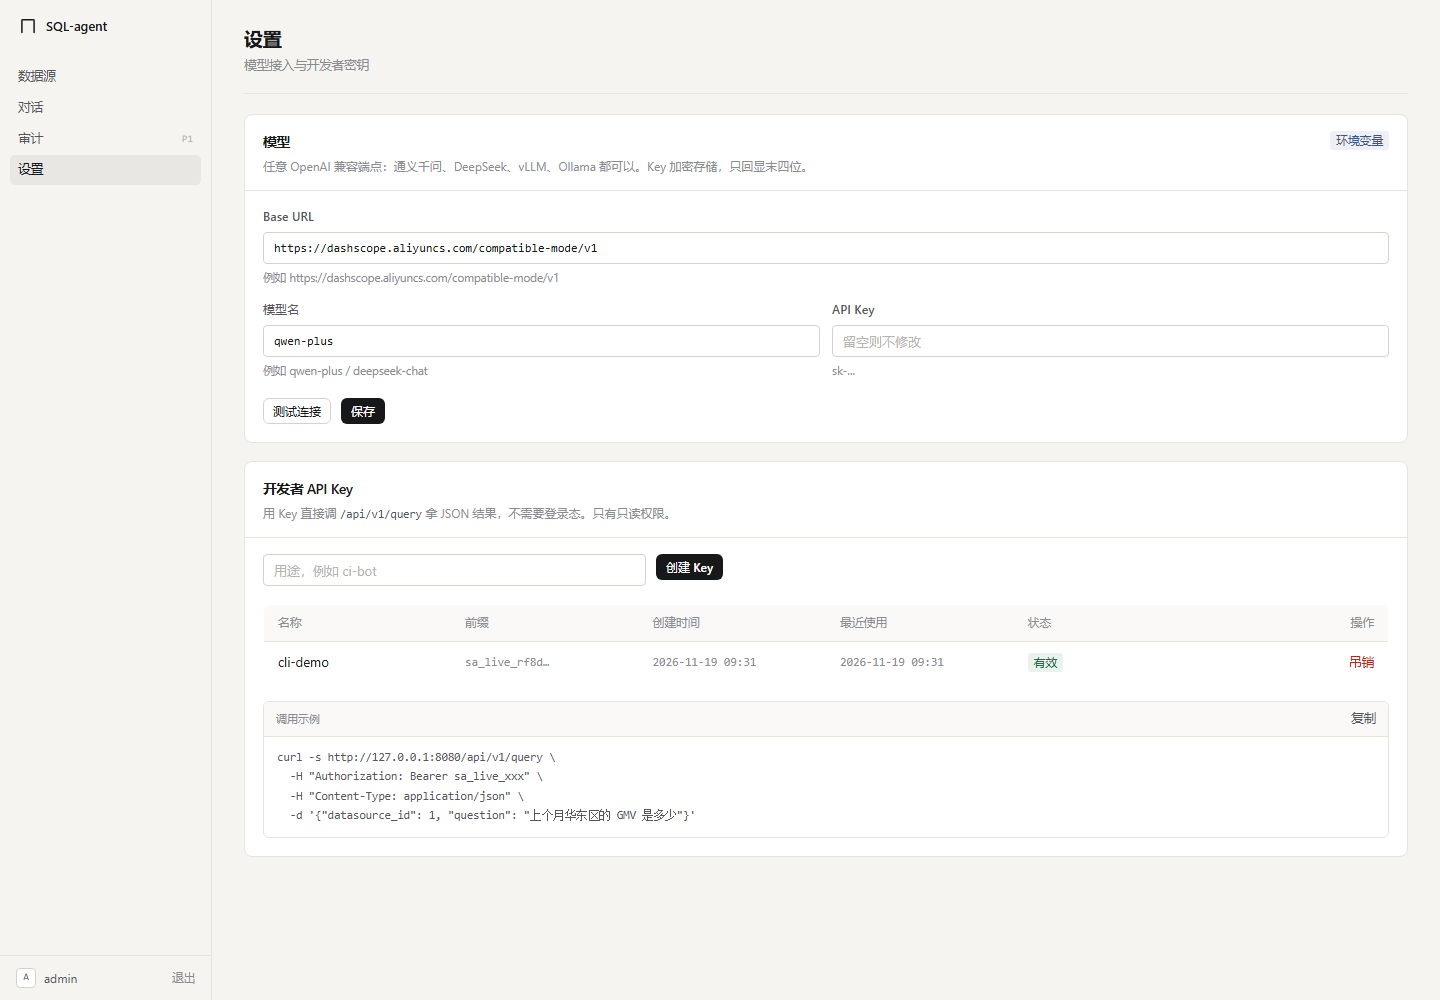 SQL-agent
数据源
对话
审计 P1
设置
admin
A
退出
设置
模型接入与开发者密钥
模型
环境变量
任意 OpenAI 兼容端点：通义千问、DeepSeek、vLLM、Ollama 都可以。Key 加密存储，只回显末四位。
Base URL
https://dashscope.aliyuncs.com/compatible-mode/v1
例如 https://dashscope.aliyuncs.com/compatible-mode/v1
模型名 API Key
qwen-plus 留空则不修改
例如 qwen-plus / deepseek-chat sk-...
测试连接 保存
开发者 API Key
用 Key 直接调 /api/v1/query 拿 JSON 结果，不需要登录态。只有只读权限。
用途，例如 ci-bot 创建 Key
名称 前缀 创建时间 最近使用 状态 操作
cli-demo sa_live_rf8d… 2026-11-19 09:31 2026-11-19 09:31 有效 吊销
调用示例 复制
curl -s http://127.0.0.1:8080/api/v1/query \
-H "Authorization: Bearer sa_live_xxx" \
-H "Content-Type: application/json" \
-d '{"datasource_id": 1, "question": "上个月华东区的 GMV 是多少"}'